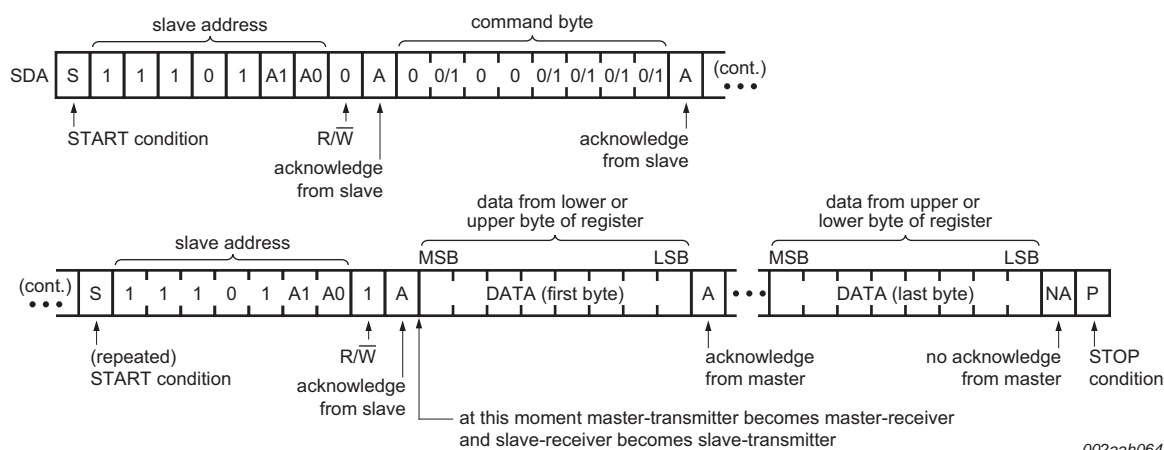 slave address
command byte
SDA S 1 1 1 0 1 A1 A0 0 A 0 0/1 0 0 0/1 0/1 0/1 0/1 A (cont.)
START condition
R/W
acknowledge
from slave
acknowledge
from slave
data from lower or
upper byte of register
data from upper or
lower byte of register
slave address
MSB LSB MSB LSB
(cont.) S 1 1 1 0 1 A1 A0 1 A DATA (first byte) A DATA (last byte) NA P
(repeated)
START condition
R/W
acknowledge
from slave
acknowledge
from master
no acknowledge
from master
STOP
condition
at this moment master-transmitter becomes master-receiver
and slave-receiver becomes slave-transmitter
002aah064